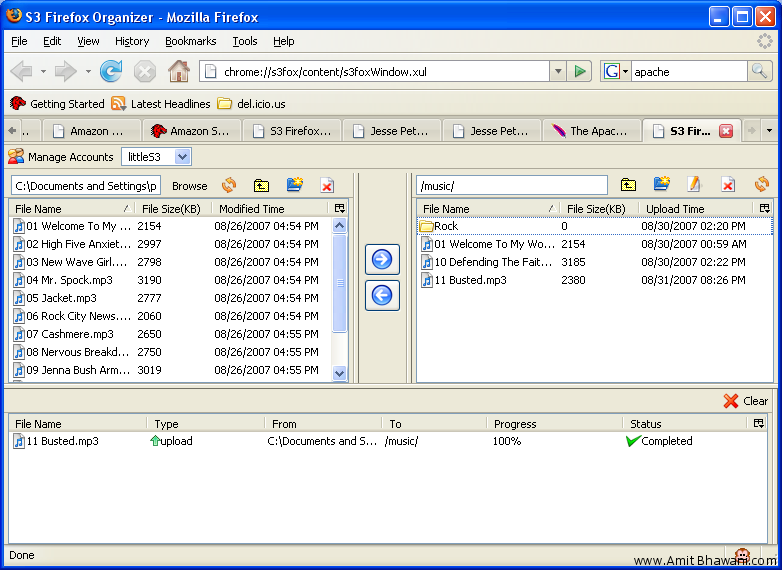 S3 Firefox Organizer - Mozilla Firefox
File Edit View History Bookmarks Tools Help
chrome://s3fox/content/s3foxWindow.xul G apache
Getting Started Latest Headlines del.icio.us
.. Amazon ... Amazon S... S3 Firefox... Jesse Pet... Jesse Pet... The Apac... S3 Fir...
Manage Accounts littleS3
C:\Documents and Settings\p Browse
File Name File Size(KB) Modified Time
01 Welcome To My ... 2154 08/26/2007 04:54 PM
02 High Five Anxiet... 2997 08/26/2007 04:54 PM
03 New Wave Girl.... 2798 08/26/2007 04:54 PM
04 Mr. Spock.mp3 3190 08/26/2007 04:54 PM
05 Jacket.mp3 2777 08/26/2007 04:54 PM
06 Rock City News.... 2060 08/26/2007 04:54 PM
07 Cashmere.mp3 2650 08/26/2007 04:55 PM
08 Nervous Breakd... 2750 08/26/2007 04:55 PM
09 Jenna Bush Arm... 3019 08/26/2007 04:55 PM
/music/
File Name File Size(KB) Upload Time
Rock 0 08/30/2007 02:20 PM
01 Welcome To My Wo... 2154 08/30/2007 00:59 AM
10 Defending The Fait... 3185 08/30/2007 02:22 PM
11 Busted.mp3 2380 08/31/2007 08:26 PM
Clear
File Name Type From To Progress Status
11 Busted.mp3 upload C:\Documents and S... /music/ 100% Completed
Done
www.AmitBhawani.com